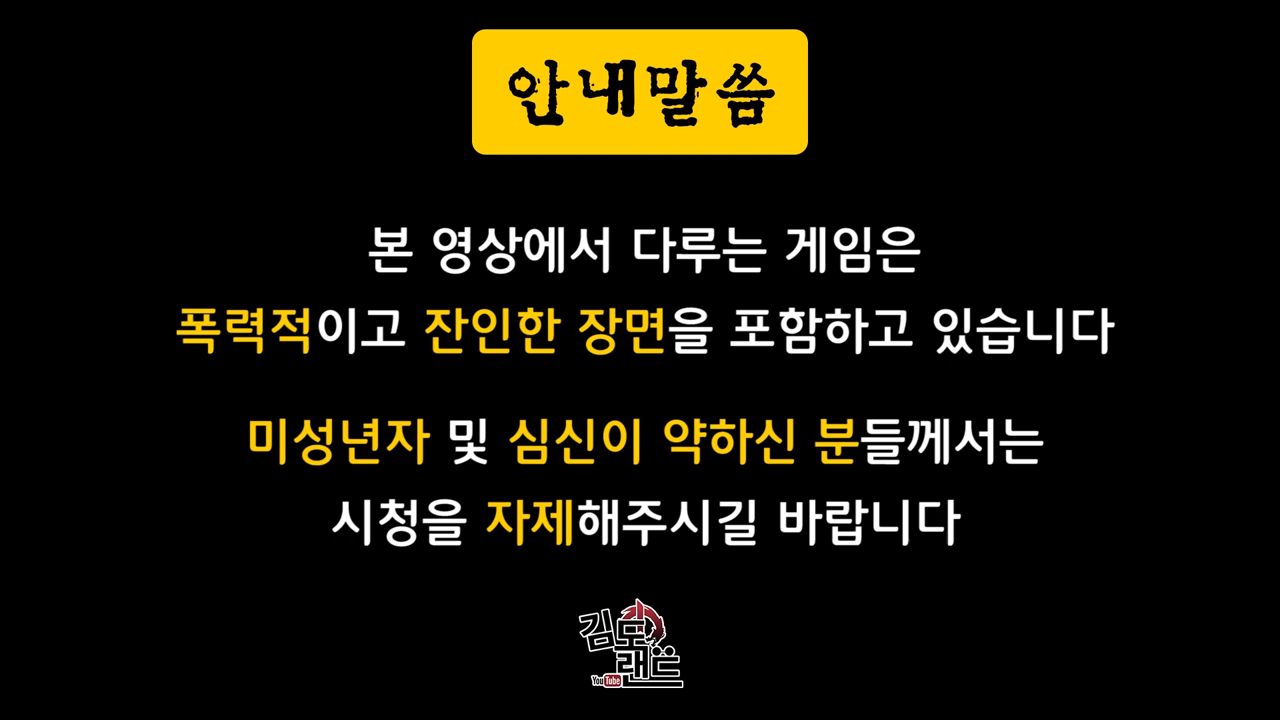 안내말씀
본 영상에서 다루는 게임은
폭력적이고 잔인한 장면을 포함하고 있습니다
미성년자 및 심신이 약하신 분들께서는
시청을 자제해주시길 바랍니다
김도
랜드
YouTube